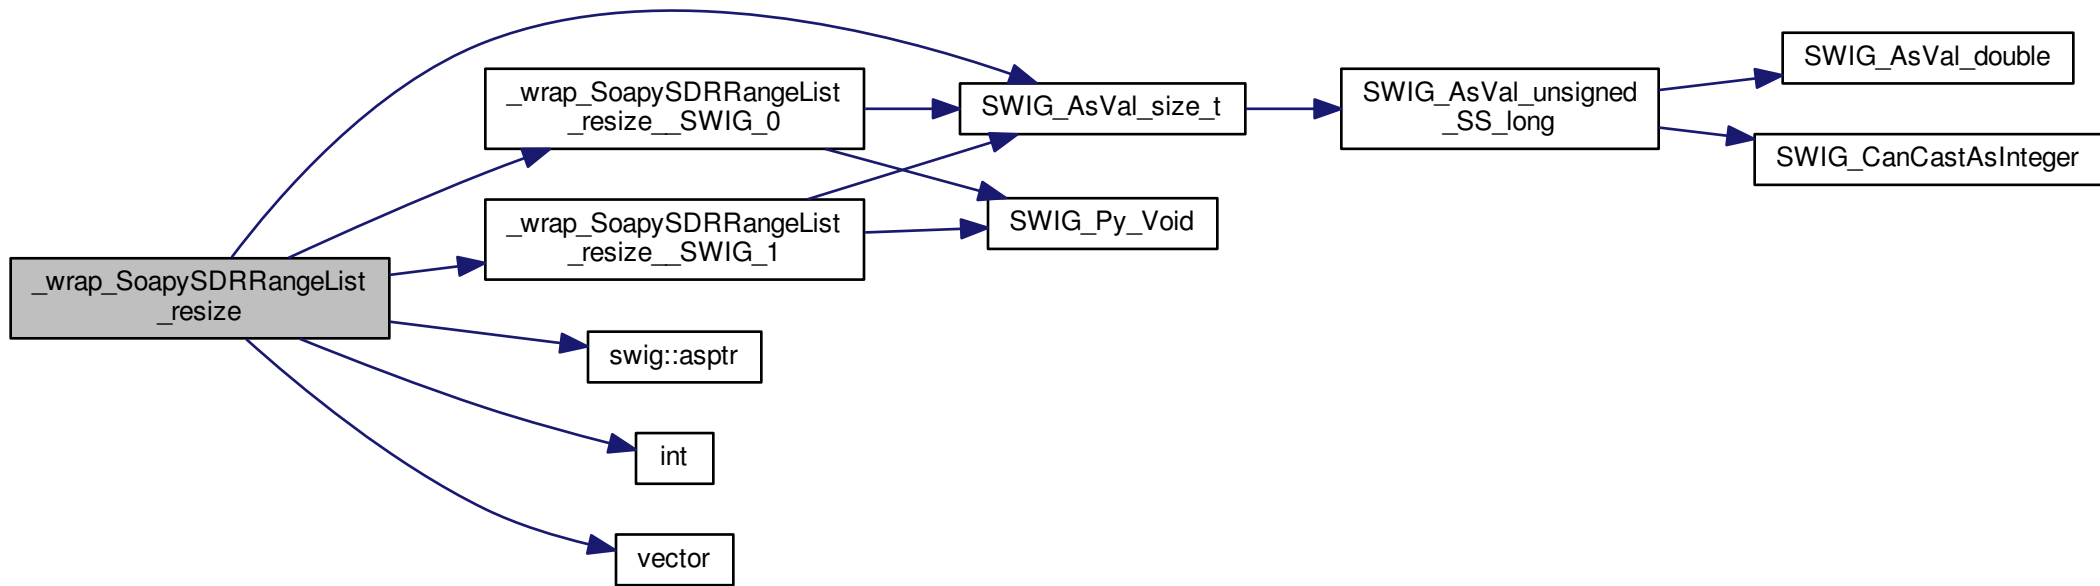 _wrap_SoapySDRRangeList
_resize
_wrap_SoapySDRRangeList
_resize__SWIG_0
_wrap_SoapySDRRangeList
_resize__SWIG_1
swig::asptr
int
vector
SWIG_AsVal_size_t
SWIG_Py_Void
SWIG_AsVal_unsigned
_SS_long
SWIG_AsVal_double
SWIG_CanCastAsInteger